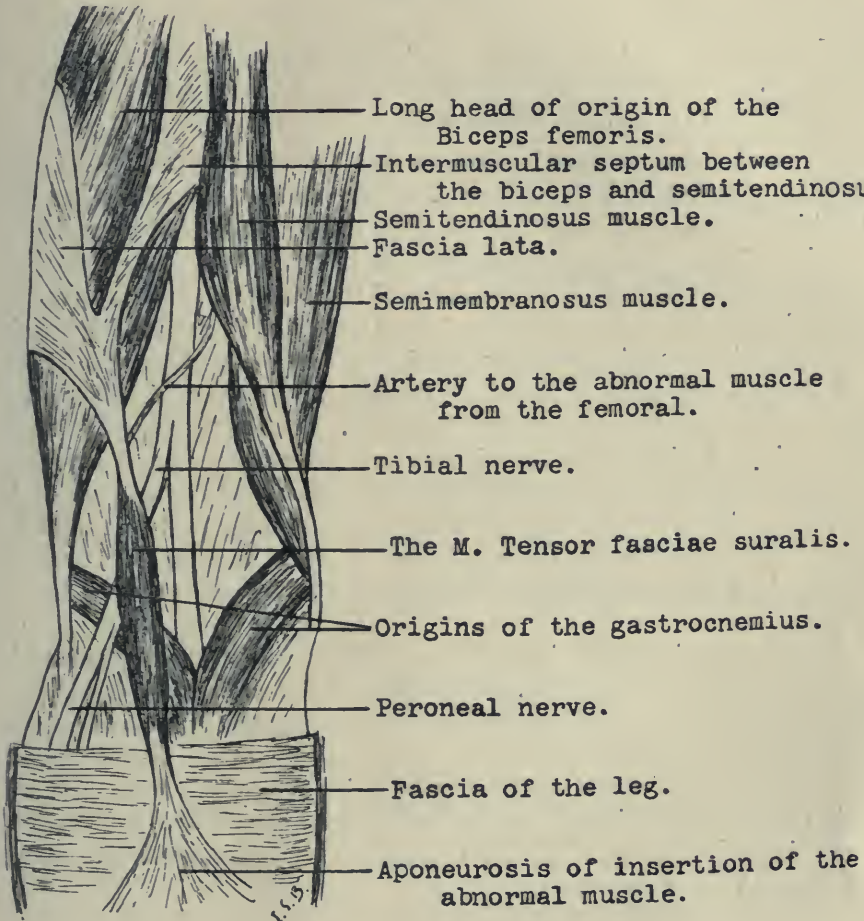 Long head of origin of the
Biceps femoris.
Intermuscular septum between
the biceps and semitendinosu
Semitendinosus muscle.
Fascia lata.
Semimembranosus muscle.
Artery to the abnormal muscle
from the femoral.
Tibial nerve.
The M. Tensor fasciae suralis.
Origins of the gastrocnemius.
Peroneal nerve.
Fascia of the leg.
Aponeurosis of insertion of the
abnormal muscle.